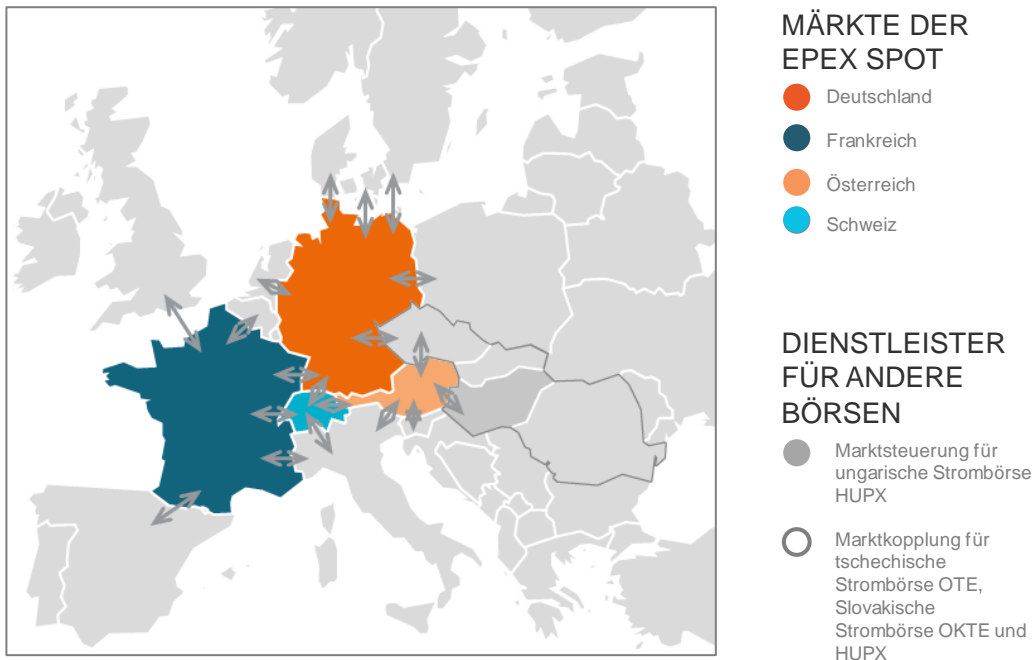 MÄRKTE DER
EPEX SPOT
Deutschland
Frankreich
Österreich
Schweiz
DIENSTLEISTER
FÜR ANDERE
BÖRSEN
Marktsteuerung für
ungarische Strombörse
HUPX
Marktkopplung für
tschechische
Strombörse OTE,
Slovakische
Strombörse OKTE und
HUPX